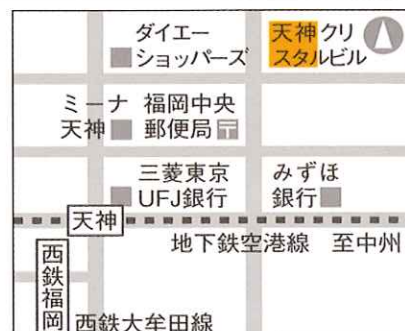 ダイエー
ショッパーズ
天神クリ
スタルビル
ミーナ
天神
福岡中央
郵便局〒
三菱東京
UFJ銀行
みずほ
銀行
天神
地下鉄空港線 至中州
西鉄福岡
西鉄大牟田線